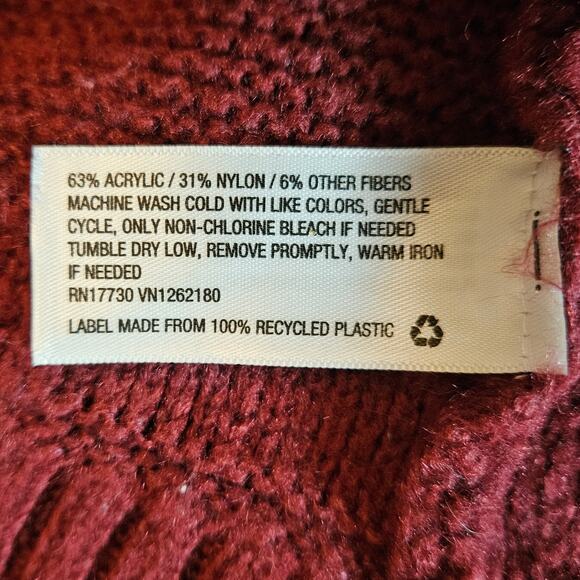 63% ACRYLIC / 31% NYLON / 6% OTHER FIBERS
MACHINE WASH COLD WITH LIKE COLORS, GENTLE
CYCLE, ONLY NON-CHLORINE BLEACH IF NEEDED
TUMBLE DRY LOW, REMOVE PROMPTLY, WARM IRON
IF NEEDED
RN17730 VN1262180
LABEL MADE FROM 100% RECYCLED PLASTIC